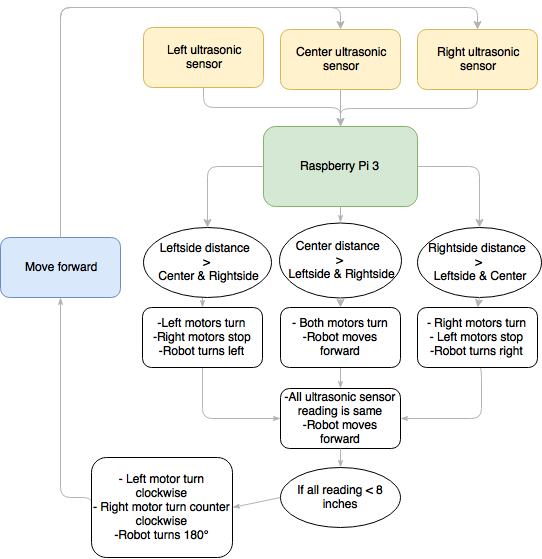 Left ultrasonic
sensor
Center ultrasonic
sensor
Right ultrasonic
sensor
Raspberry Pi 3
Move forward
Leftside distance
>
Center & Rightside
Center distance
>
Leftside & Rightside
Rightside distance
>
Leftside & Center
-Left motors turn
-Right motors stop
-Robot turns left
- Both motors turn
-Robot moves
forward
- Right motors turn
- Left motors stop
-Robot turns right
-All ultrasonic sensor
reading is same
-Robot moves
forward
If all reading < 8
inches
- Left motor turn
clockwise
- Right motor turn counter
clockwise
-Robot turns 180°